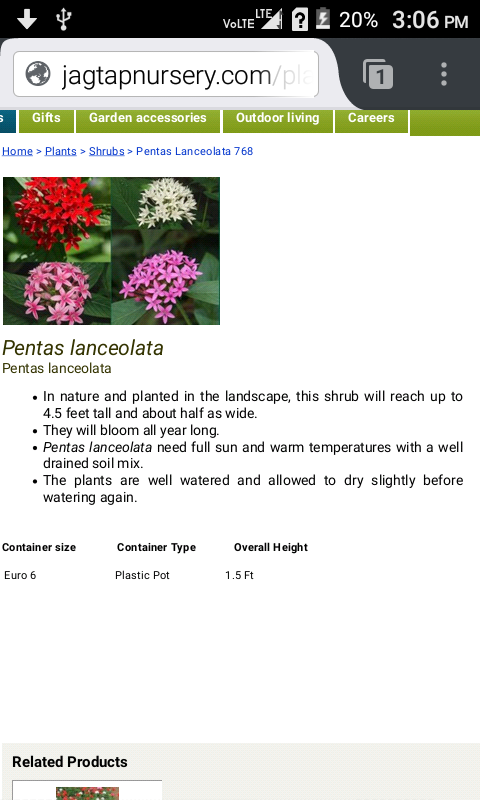 VoLTE LTE 20% 3:06 PM
jagtapnursery.com/pla
1
s Gifts Garden accessories Outdoor living Careers
Home > Plants > Shrubs > Pentas Lanceolata 768
Pentas lanceolata
Pentas lanceolata
• In nature and planted in the landscape, this shrub will reach up to
4.5 feet tall and about half as wide.
• They will bloom all year long.
• Pentas lanceolata need full sun and warm temperatures with a well
drained soil mix.
• The plants are well watered and allowed to dry slightly before
watering again.
Container size Container Type Overall Height
Euro 6 Plastic Pot 1.5 Ft
Related Products